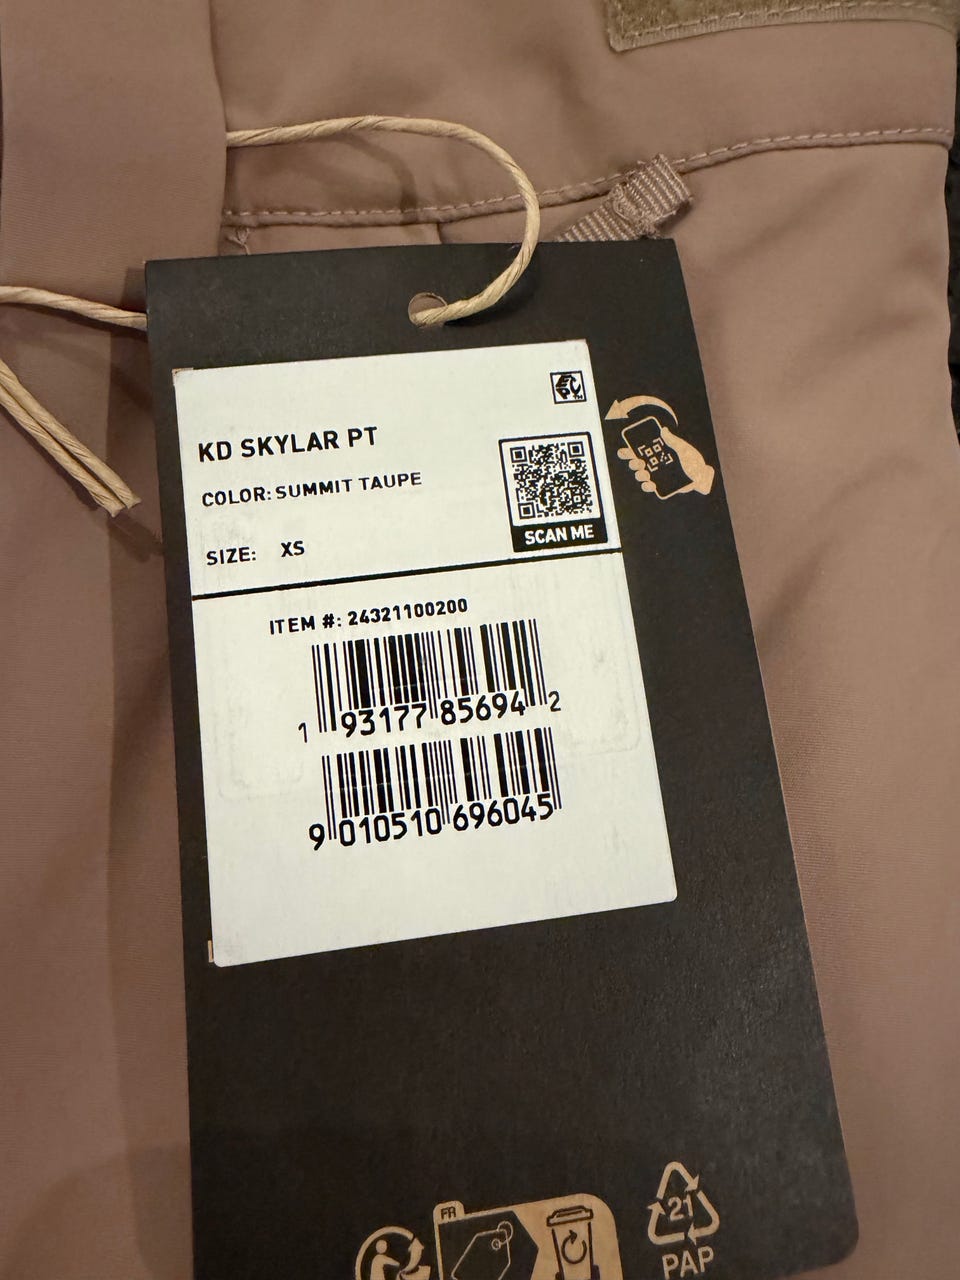 KD SKYLAR PT
COLOR: SUMMIT TAUPE
SIZE: XS
SCAN ME
ITEM #: 24321100200
1 93177 85694 2
9 010510 696045
FR
21
PAP